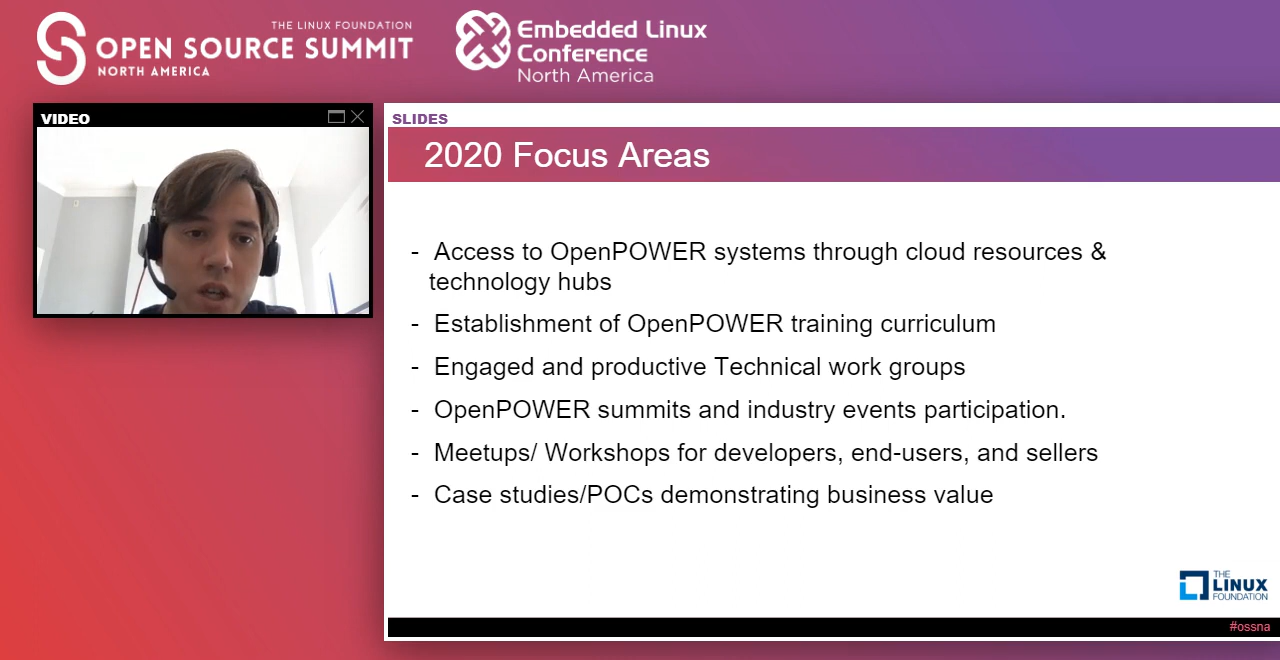 THE LINUX FOUNDATION
OPEN SOURCE SUMMIT
NORTH AMERICA
Embedded Linux
Conference
North America
VIDEO
SLIDES
2020 Focus Areas
- Access to OpenPOWER systems through cloud resources &
technology hubs
- Establishment of OpenPOWER training curriculum
- Engaged and productive Technical work groups
- OpenPOWER summits and industry events participation.
- Meetups/ Workshops for developers, end-users, and sellers
- Case studies/POCs demonstrating business value
THE
LINUX
FOUNDATION
#ossna